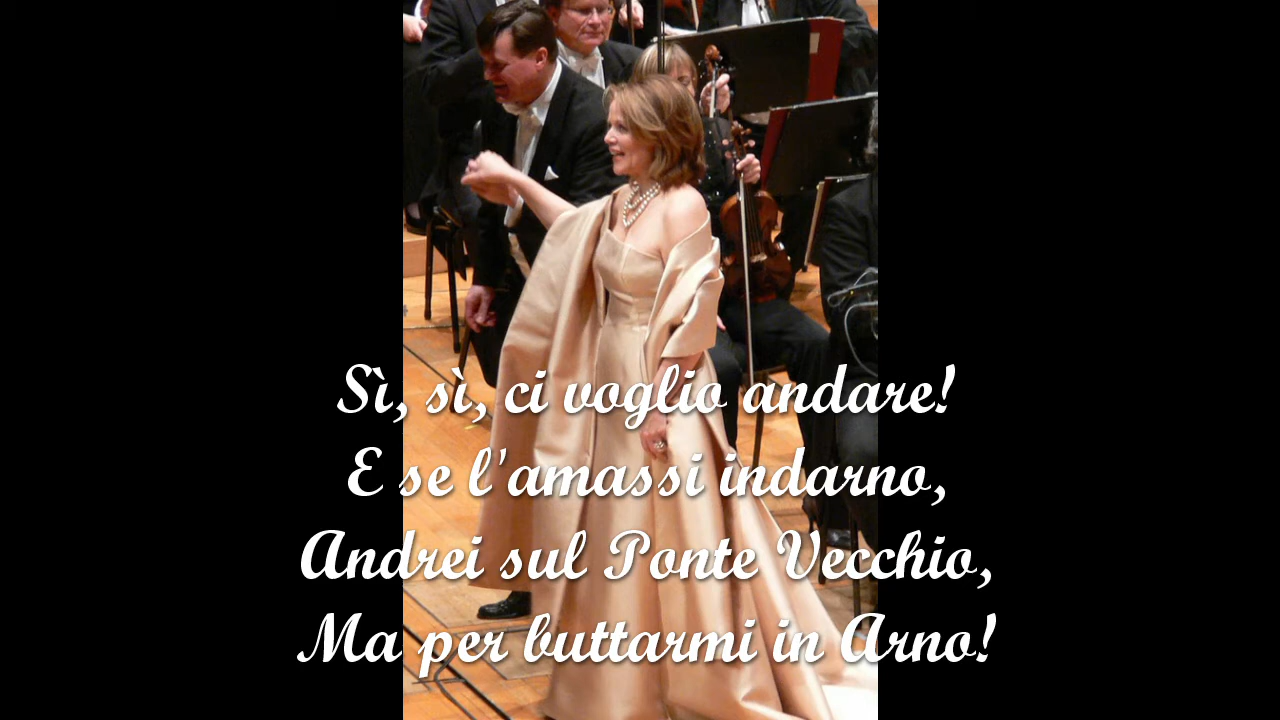 Sì, sì, ci voglio andare!
E se l'amassi indarno,
Andrei sul Ponte Vecchio,
Ma per buttarmi in Arno!